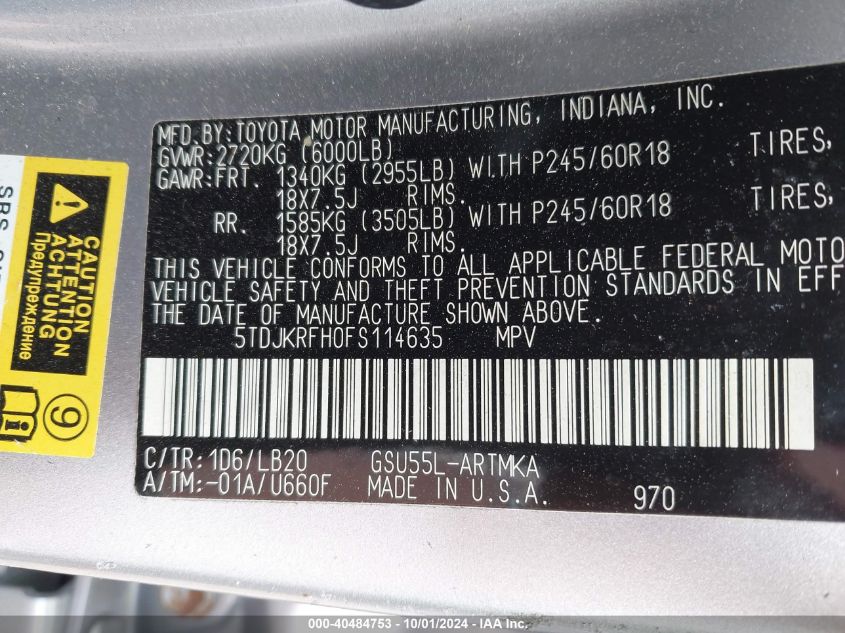 MFD.BY:TOYOTA MOTOR MANUFACTURING, INDIANA, INC.
GVWR:2720KG (6000LB)
GAWR:FRT. 1340KG (2955LB) WITH P245/60R18 TIRES,
18X7.5J RIMS.
RR. 1585KG (3505LB) WITH P245/60R18 TIRES,
18X7.5J RIMS.
THIS VEHICLE CONFORMS TO ALL APPLICABLE FEDERAL MOTO
VEHICLE SAFETY AND THEFT PREVENTION STANDARDS IN EFF
THE DATE OF MANUFACTURE SHOWN ABOVE.
5TDJKRFH0FS114635 MPV
C/TR:1D6/LB20 GSU55L-ARTMKA
A/TM:-01A/U660F MADE IN U.S.A. 970
CAUTION
ATTENTION
ACHTUNG
Предупреждение
9
SRS
000-40484753 - 10/01/2024 - IAA Inc.